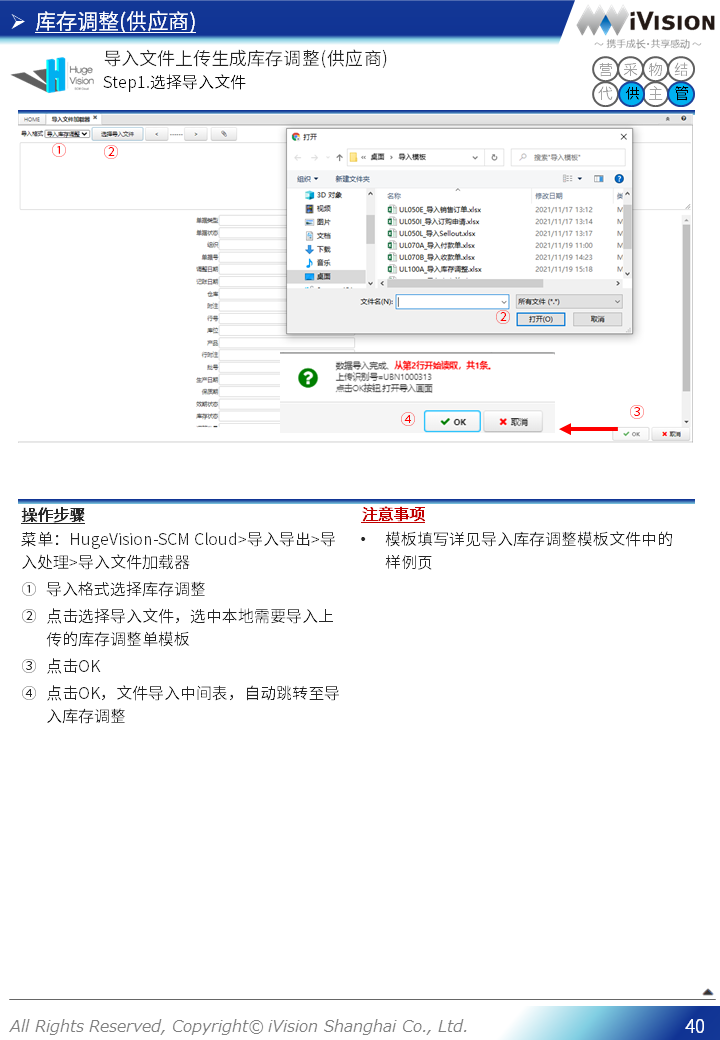 ➢ 库存调整(供应商)
iVISION
～ 携手成长·共享感动 ～
Huge Vision
导入文件上传生成库存调整(供应商)
Step1.选择导入文件
营 采 物 结
代 供 主 管
HOME 导入文件加载器 ×
导入格式 导入库存调整 选择导入文件 < ------ >
① ②
打开
« 桌面 › 导入模板 搜索"导入模板"
组织 新建文件夹
3D 对象 名称 修改日期
视频 UL050E_导入销售订单.xlsx 2021/11/17 13:12
图片 UL050I_导入订购申请.xlsx 2021/11/17 13:14
文档 UL050L_导入Sellout.xlsx 2021/11/17 13:17
下载 UL070A_导入付款单.xlsx 2021/11/19 11:00
音乐 UL070B_导入收款单.xlsx 2021/11/19 14:23
桌面 UL100A_导入库存调整.xlsx 2021/11/19 15:18
文件名(N): 所有文件 (*.*)
② 打开(O) 取消
单据类型
单据状态
组织
单据号
调整日期
记账日期
仓库
附注
行号
库位
产品
行附注
批号
生产日期
保质期
效期状态
库存状态
数据导入完成。从第2行开始读取，共1条。
上传识别号=UBN1000313
点击OK按钮,打开导入画面
④ OK 取消
③
OK 取消
操作步骤
菜单：HugeVision-SCM Cloud>导入导出>导
入处理>导入文件加载器
① 导入格式选择库存调整
② 点击选择导入文件，选中本地需要导入上
传的库存调整单模板
③ 点击OK
④ 点击OK，文件导入中间表，自动跳转至导
入库存调整
注意事项
• 模板填写详见导入库存调整模板文件中的
样例页
All Rights Reserved, Copyright© iVision Shanghai Co., Ltd.
40